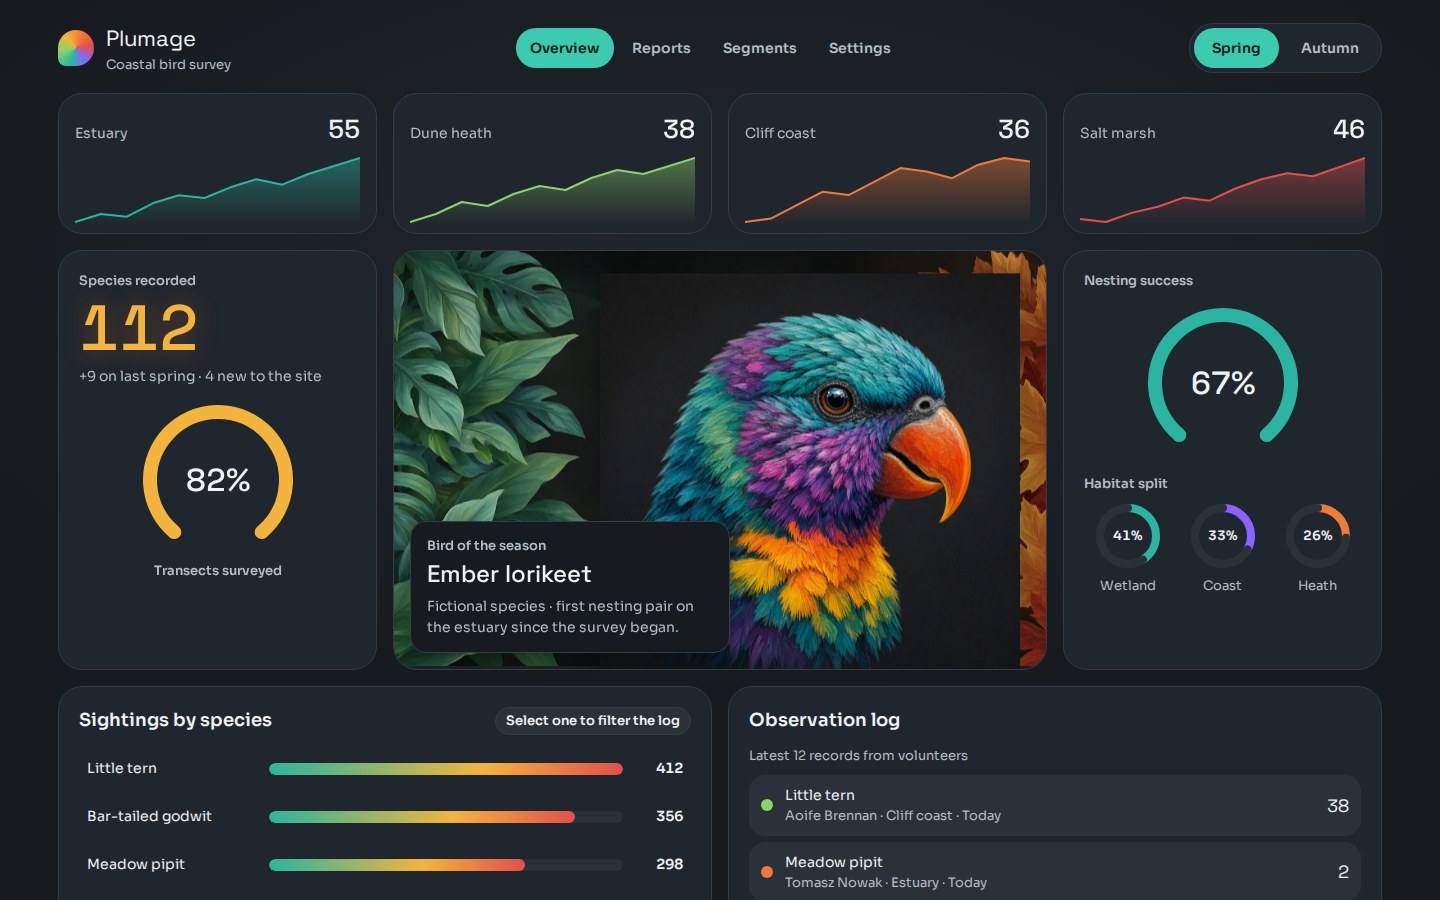 Plumage
Coastal bird survey
Overview
Reports
Segments
Settings
Spring
Autumn
Estuary
55
Dune heath
38
Cliff coast
36
Salt marsh
46
Species recorded
112
+9 on last spring · 4 new to the site
82%
Transects surveyed
Bird of the season
Ember lorikeet
Fictional species · first nesting pair on
the estuary since the survey began.
Nesting success
67%
Habitat split
41%
33%
26%
Wetland
Coast
Heath
Sightings by species
Select one to filter the log
Little tern
412
Bar-tailed godwit
356
Meadow pipit
298
Observation log
Latest 12 records from volunteers
Little tern
Aoife Brennan · Cliff coast · Today
38
Meadow pipit
Tomasz Nowak · Estuary · Today
2